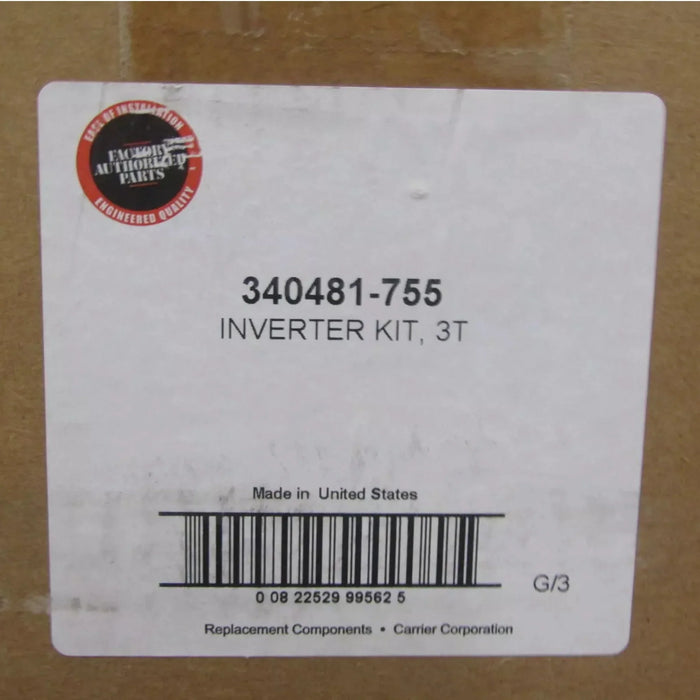 EASE OF INSTALLATION
FACTORY
AUTHORIZED
PARTS
ENGINEERED QUALITY
340481-755
INVERTER KIT, 3T
Made in United States
0 08 22529 99562 5
G/3
Replacement Components • Carrier Corporation